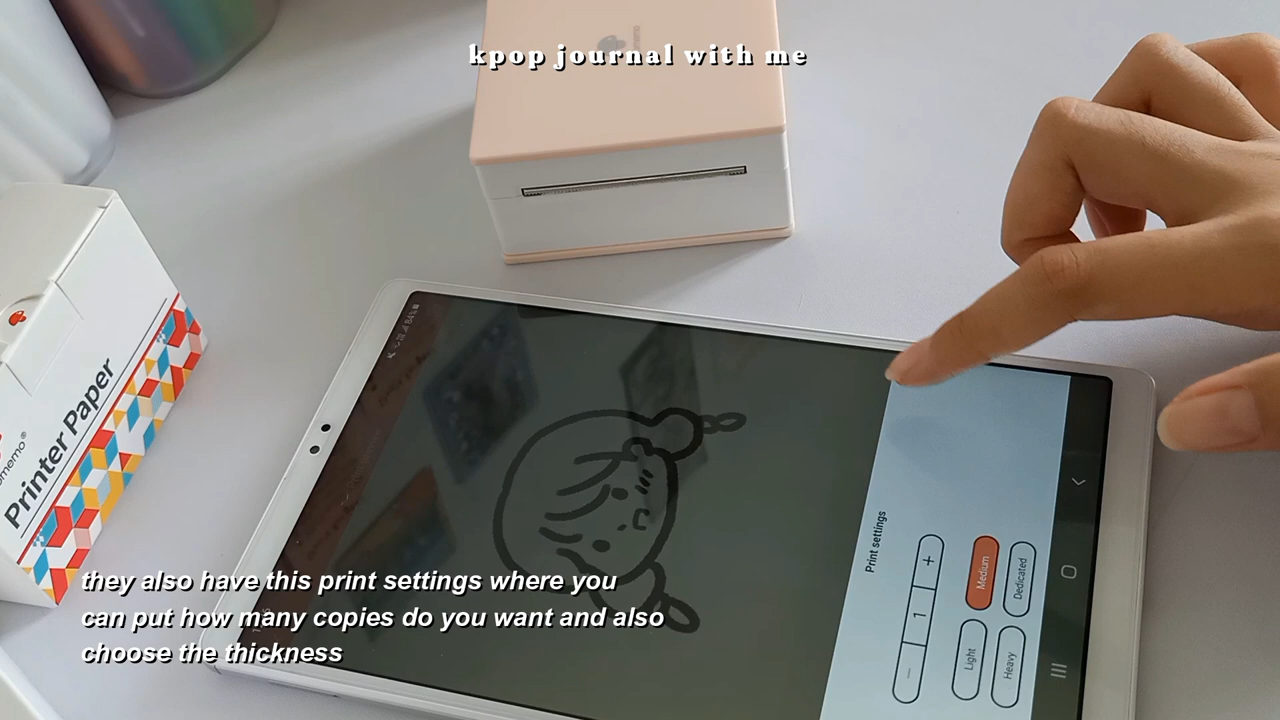 kpop journal with me
Printer Paper
84%
Print settings
− 1 +
Light
Medium
Heavy
Dedicated
they also have this print settings where you
can put how many copies do you want and also
choose the thickness